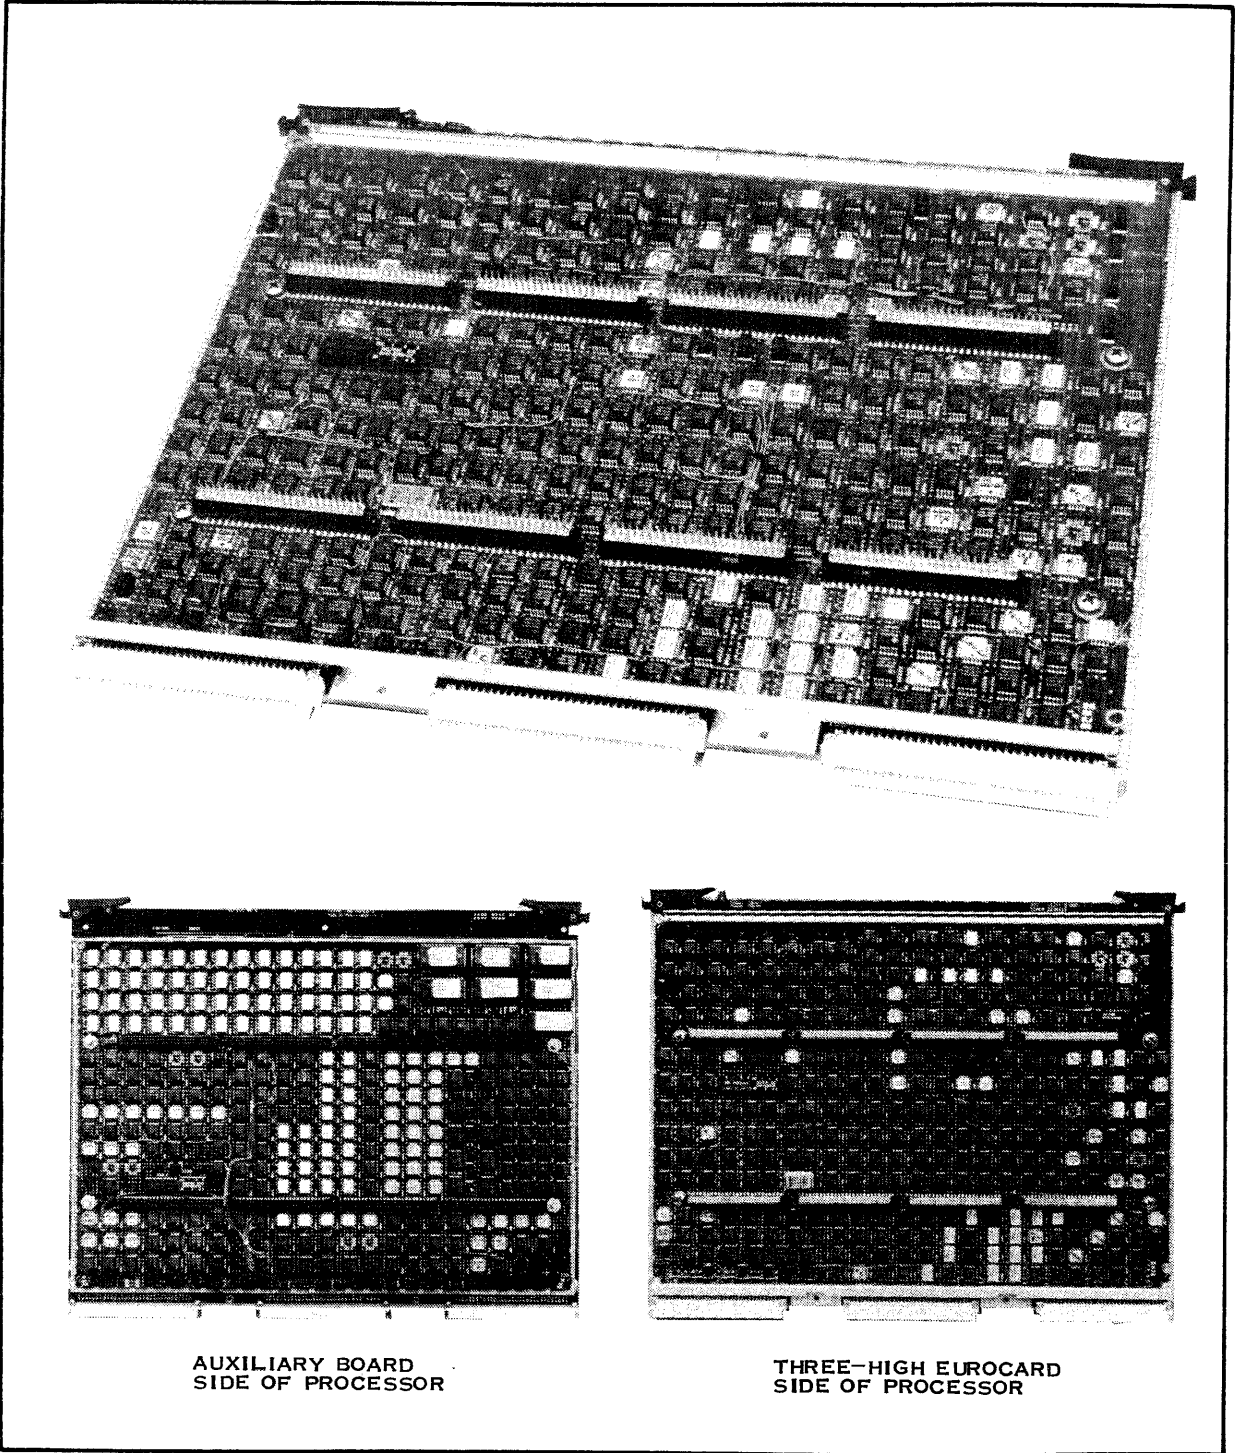 AUXILIARY BOARD
SIDE OF PROCESSOR
THREE-HIGH EUROCARD
SIDE OF PROCESSOR